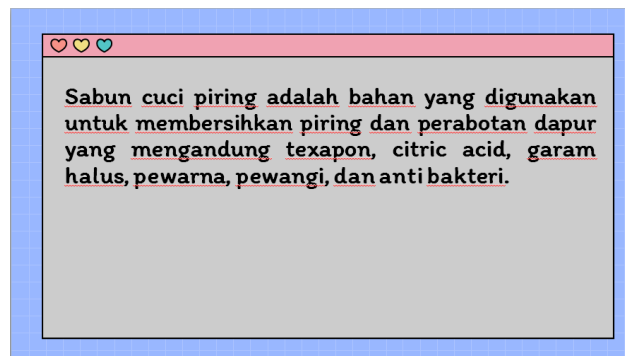 Sabun cuci piring adalah bahan yang digunakan
untuk membersihkan piring dan perabotan dapur
yang mengandung texapon, citric acid, garam
halus, pewarna, pewangi, dan anti bakteri.